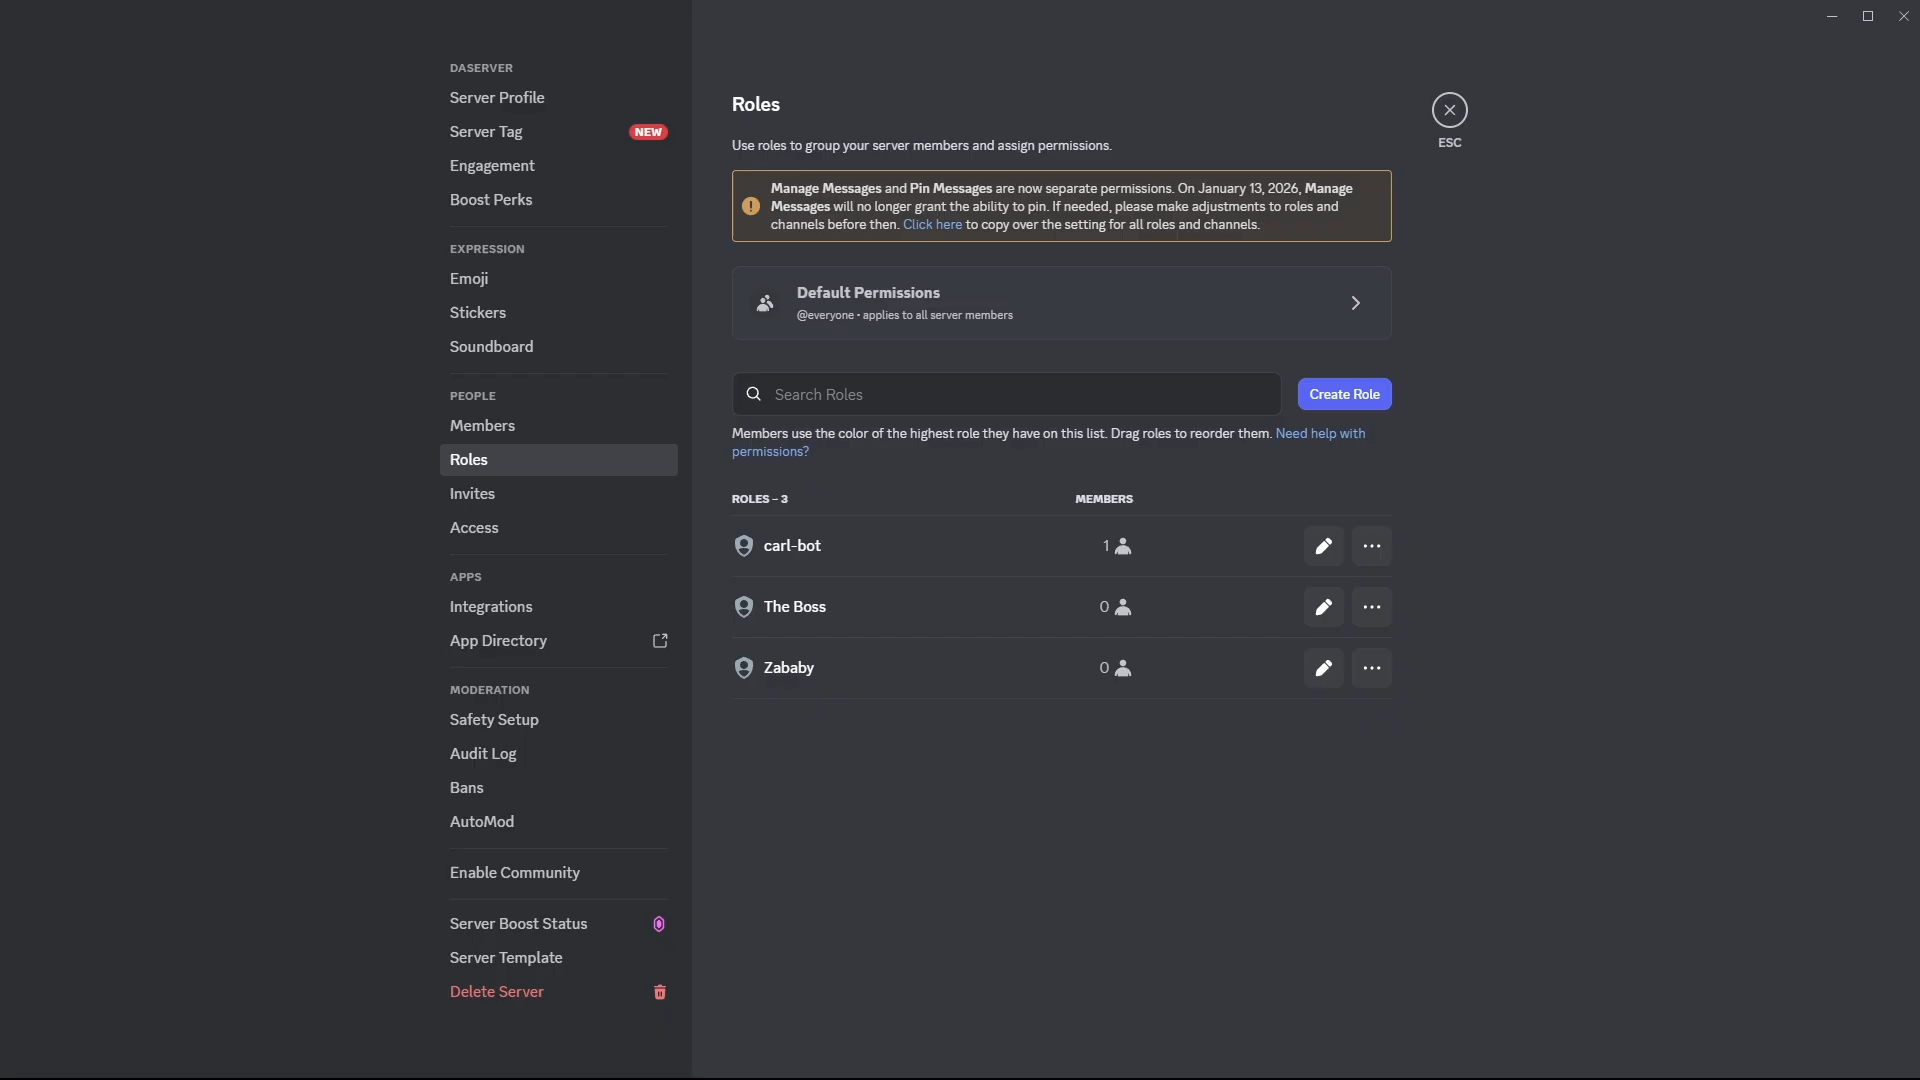 DASERVER
Server Profile
Server Tag
NEW
Engagement
Boost Perks
EXPRESSION
Emoji
Stickers
Soundboard
PEOPLE
Members
Roles
Invites
Access
APPS
Integrations
App Directory
MODERATION
Safety Setup
Audit Log
Bans
AutoMod
Enable Community
Server Boost Status
Server Template
Delete Server
Roles
ESC
Use roles to group your server members and assign permissions.
Manage Messages and Pin Messages are now separate permissions. On January 13, 2026, Manage
Messages will no longer grant the ability to pin. If needed, please make adjustments to roles and
channels before then. Click here to copy over the setting for all roles and channels.
Default Permissions
@everyone • applies to all server members
Search Roles
Create Role
Members use the color of the highest role they have on this list. Drag roles to reorder them. Need help with
permissions?
ROLES – 3
MEMBERS
carl-bot
1
The Boss
0
Zababy
0